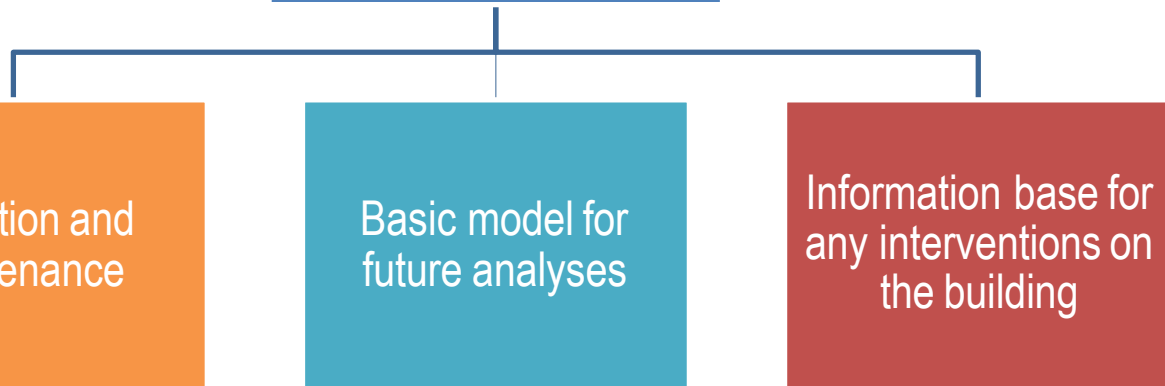 tion and
enance
Basic model for
future analyses
Information base for
any interventions on
the building